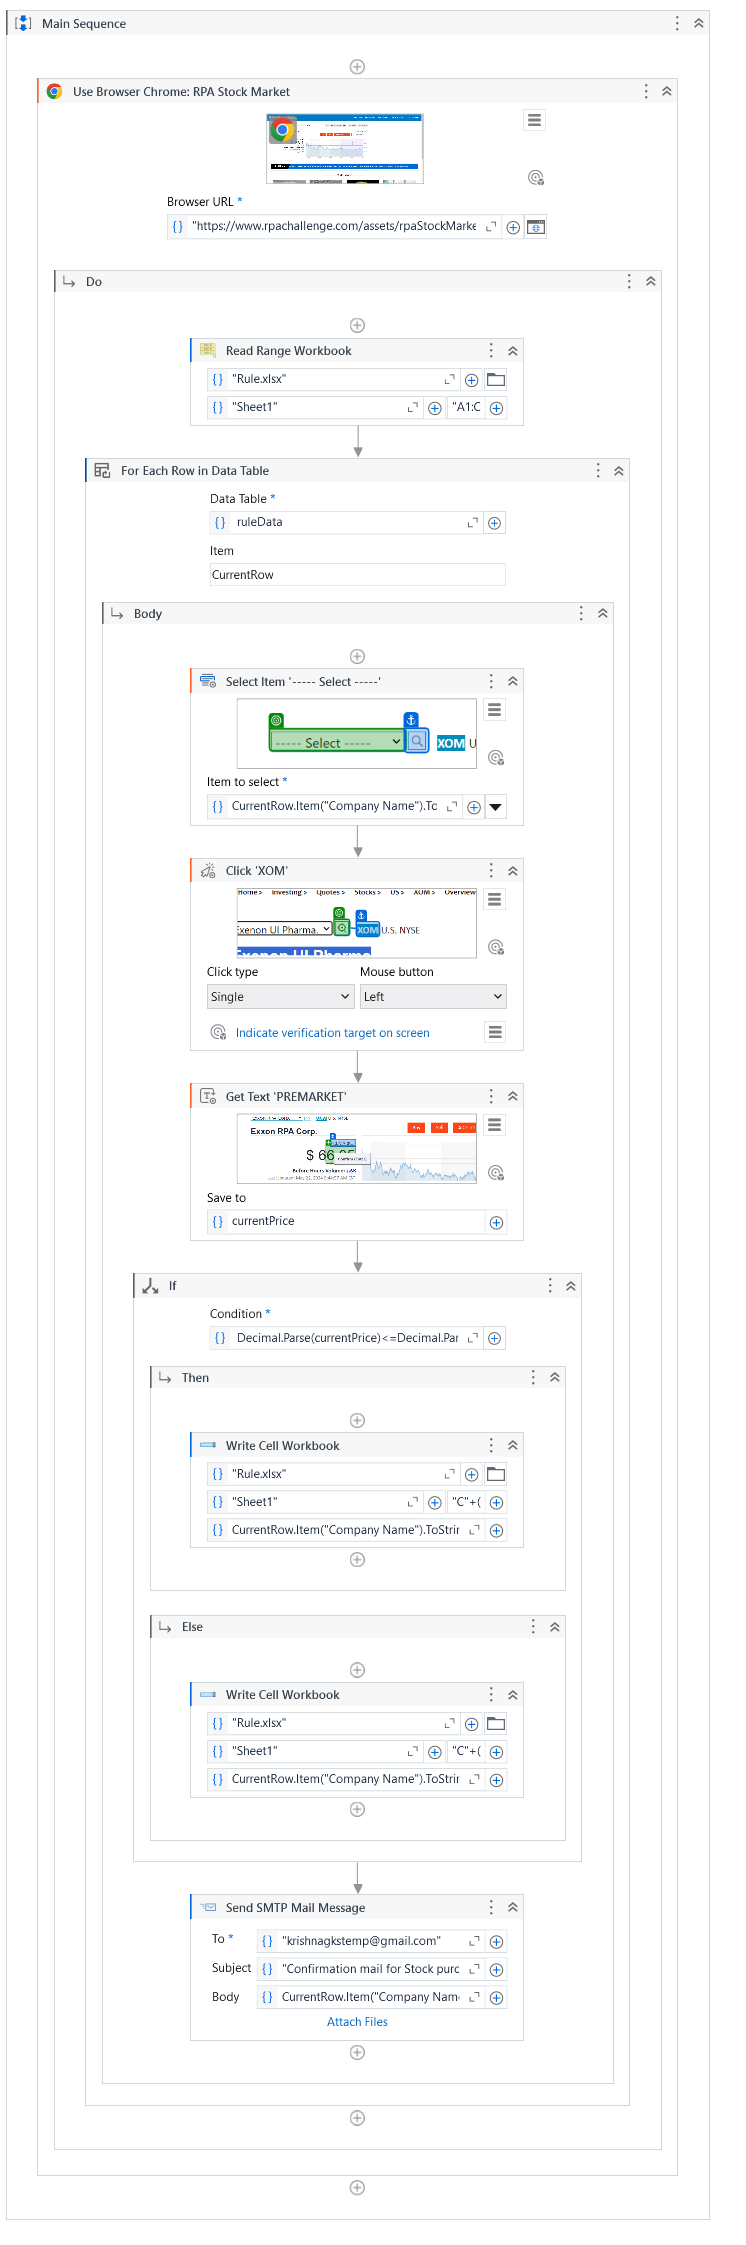 Main Sequence
Use Browser Chrome: RPA Stock Market
Browser URL *
"https://www.rpachallenge.com/assets/rpaStockMarke
Do
Read Range Workbook
"Rule.xlsx"
"Sheet1" "A1:C
For Each Row in Data Table
Data Table *
ruleData
Item
CurrentRow
Body
Select Item '----- Select -----'
----- Select ----- XOM U
Item to select *
CurrentRow.Item("Company Name").To
Click 'XOM'
Home > Investing > Quotes > Stocks > US > XOM > Overview
Exenon UI Pharma. XOM U.S. NYSE
Exenon UI Pharma
Click type Mouse button
Single Left
Indicate verification target on screen
Get Text 'PREMARKET'
Exxon RPA Corp.
Buy Sell
$ 66
Before Hours Volume:
Save to
currentPrice
If
Condition *
Decimal.Parse(currentPrice)<=Decimal.Par
Then
Write Cell Workbook
"Rule.xlsx"
"Sheet1" "C"+(
CurrentRow.Item("Company Name").ToStrir
Else
Write Cell Workbook
"Rule.xlsx"
"Sheet1" "C"+(
CurrentRow.Item("Company Name").ToStrir
Send SMTP Mail Message
To * "krishnagkstemp@gmail.com"
Subject "Confirmation mail for Stock purc
Body CurrentRow.Item("Company Nam
Attach Files